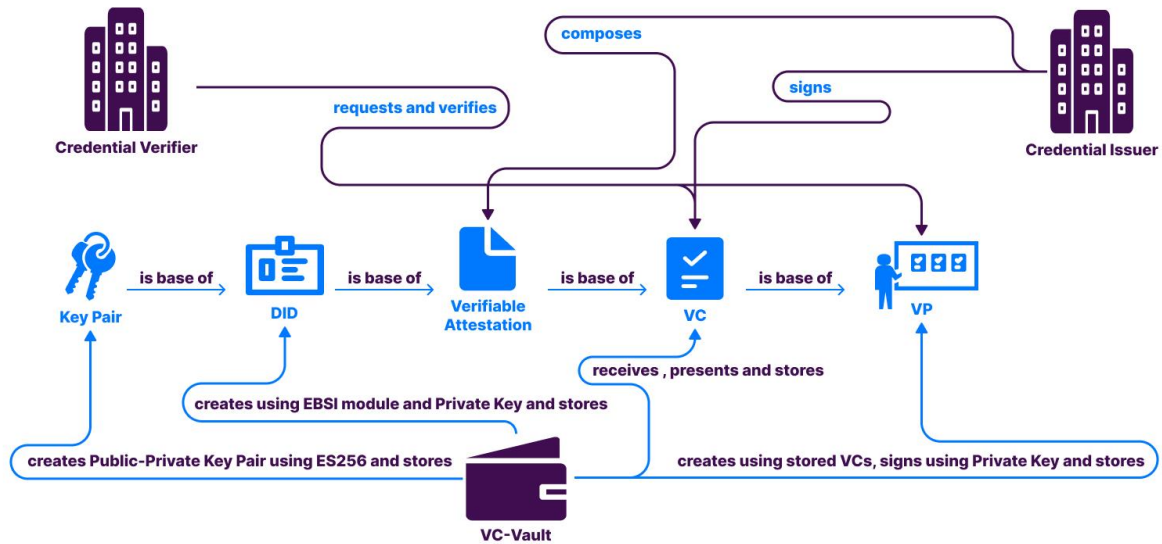 composes
signs
requests and verifies
Credential Verifier
Credential Issuer
is base of
is base of
is base of
is base of
Key Pair
DID
Verifiable
Attestation
VC
VP
receives , presents and stores
creates using EBSI module and Private Key and stores
creates Public-Private Key Pair using ES256 and stores
creates using stored VCs, signs using Private Key and stores
VC-Vault